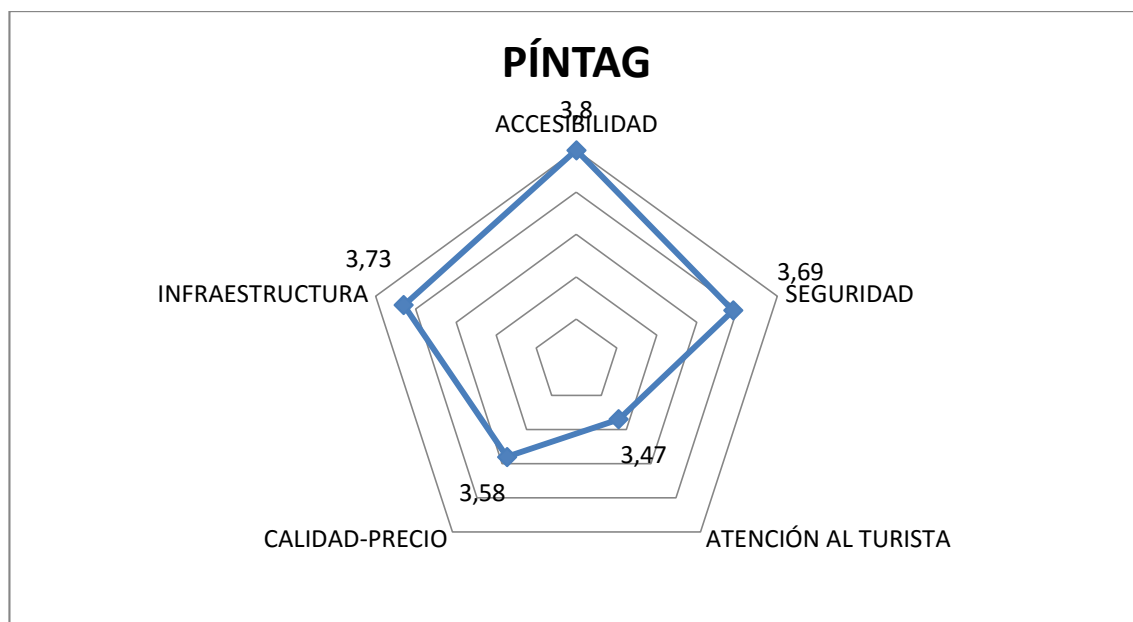 PÍNTAG
3,8
ACCESIBILIDAD
3,69
SEGURIDAD
3,47
ATENCIÓN AL TURISTA
3,58
CALIDAD-PRECIO
3,73
INFRAESTRUCTURA